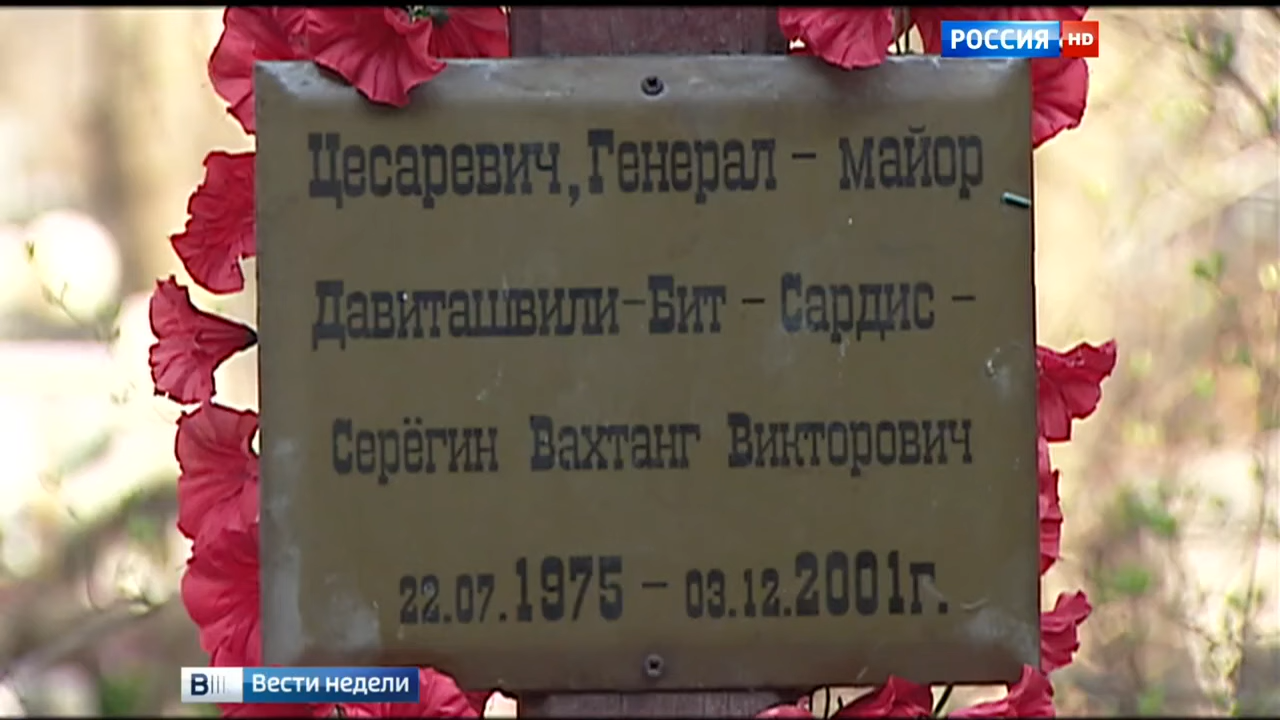 РОССИЯ HD
Цесаревич, Генерал – майор
Давиташвили-Бит – Сардис –
Серёгин Вахтанг Викторович
22.07.1975 – 03.12.2001г.
В Вести недели